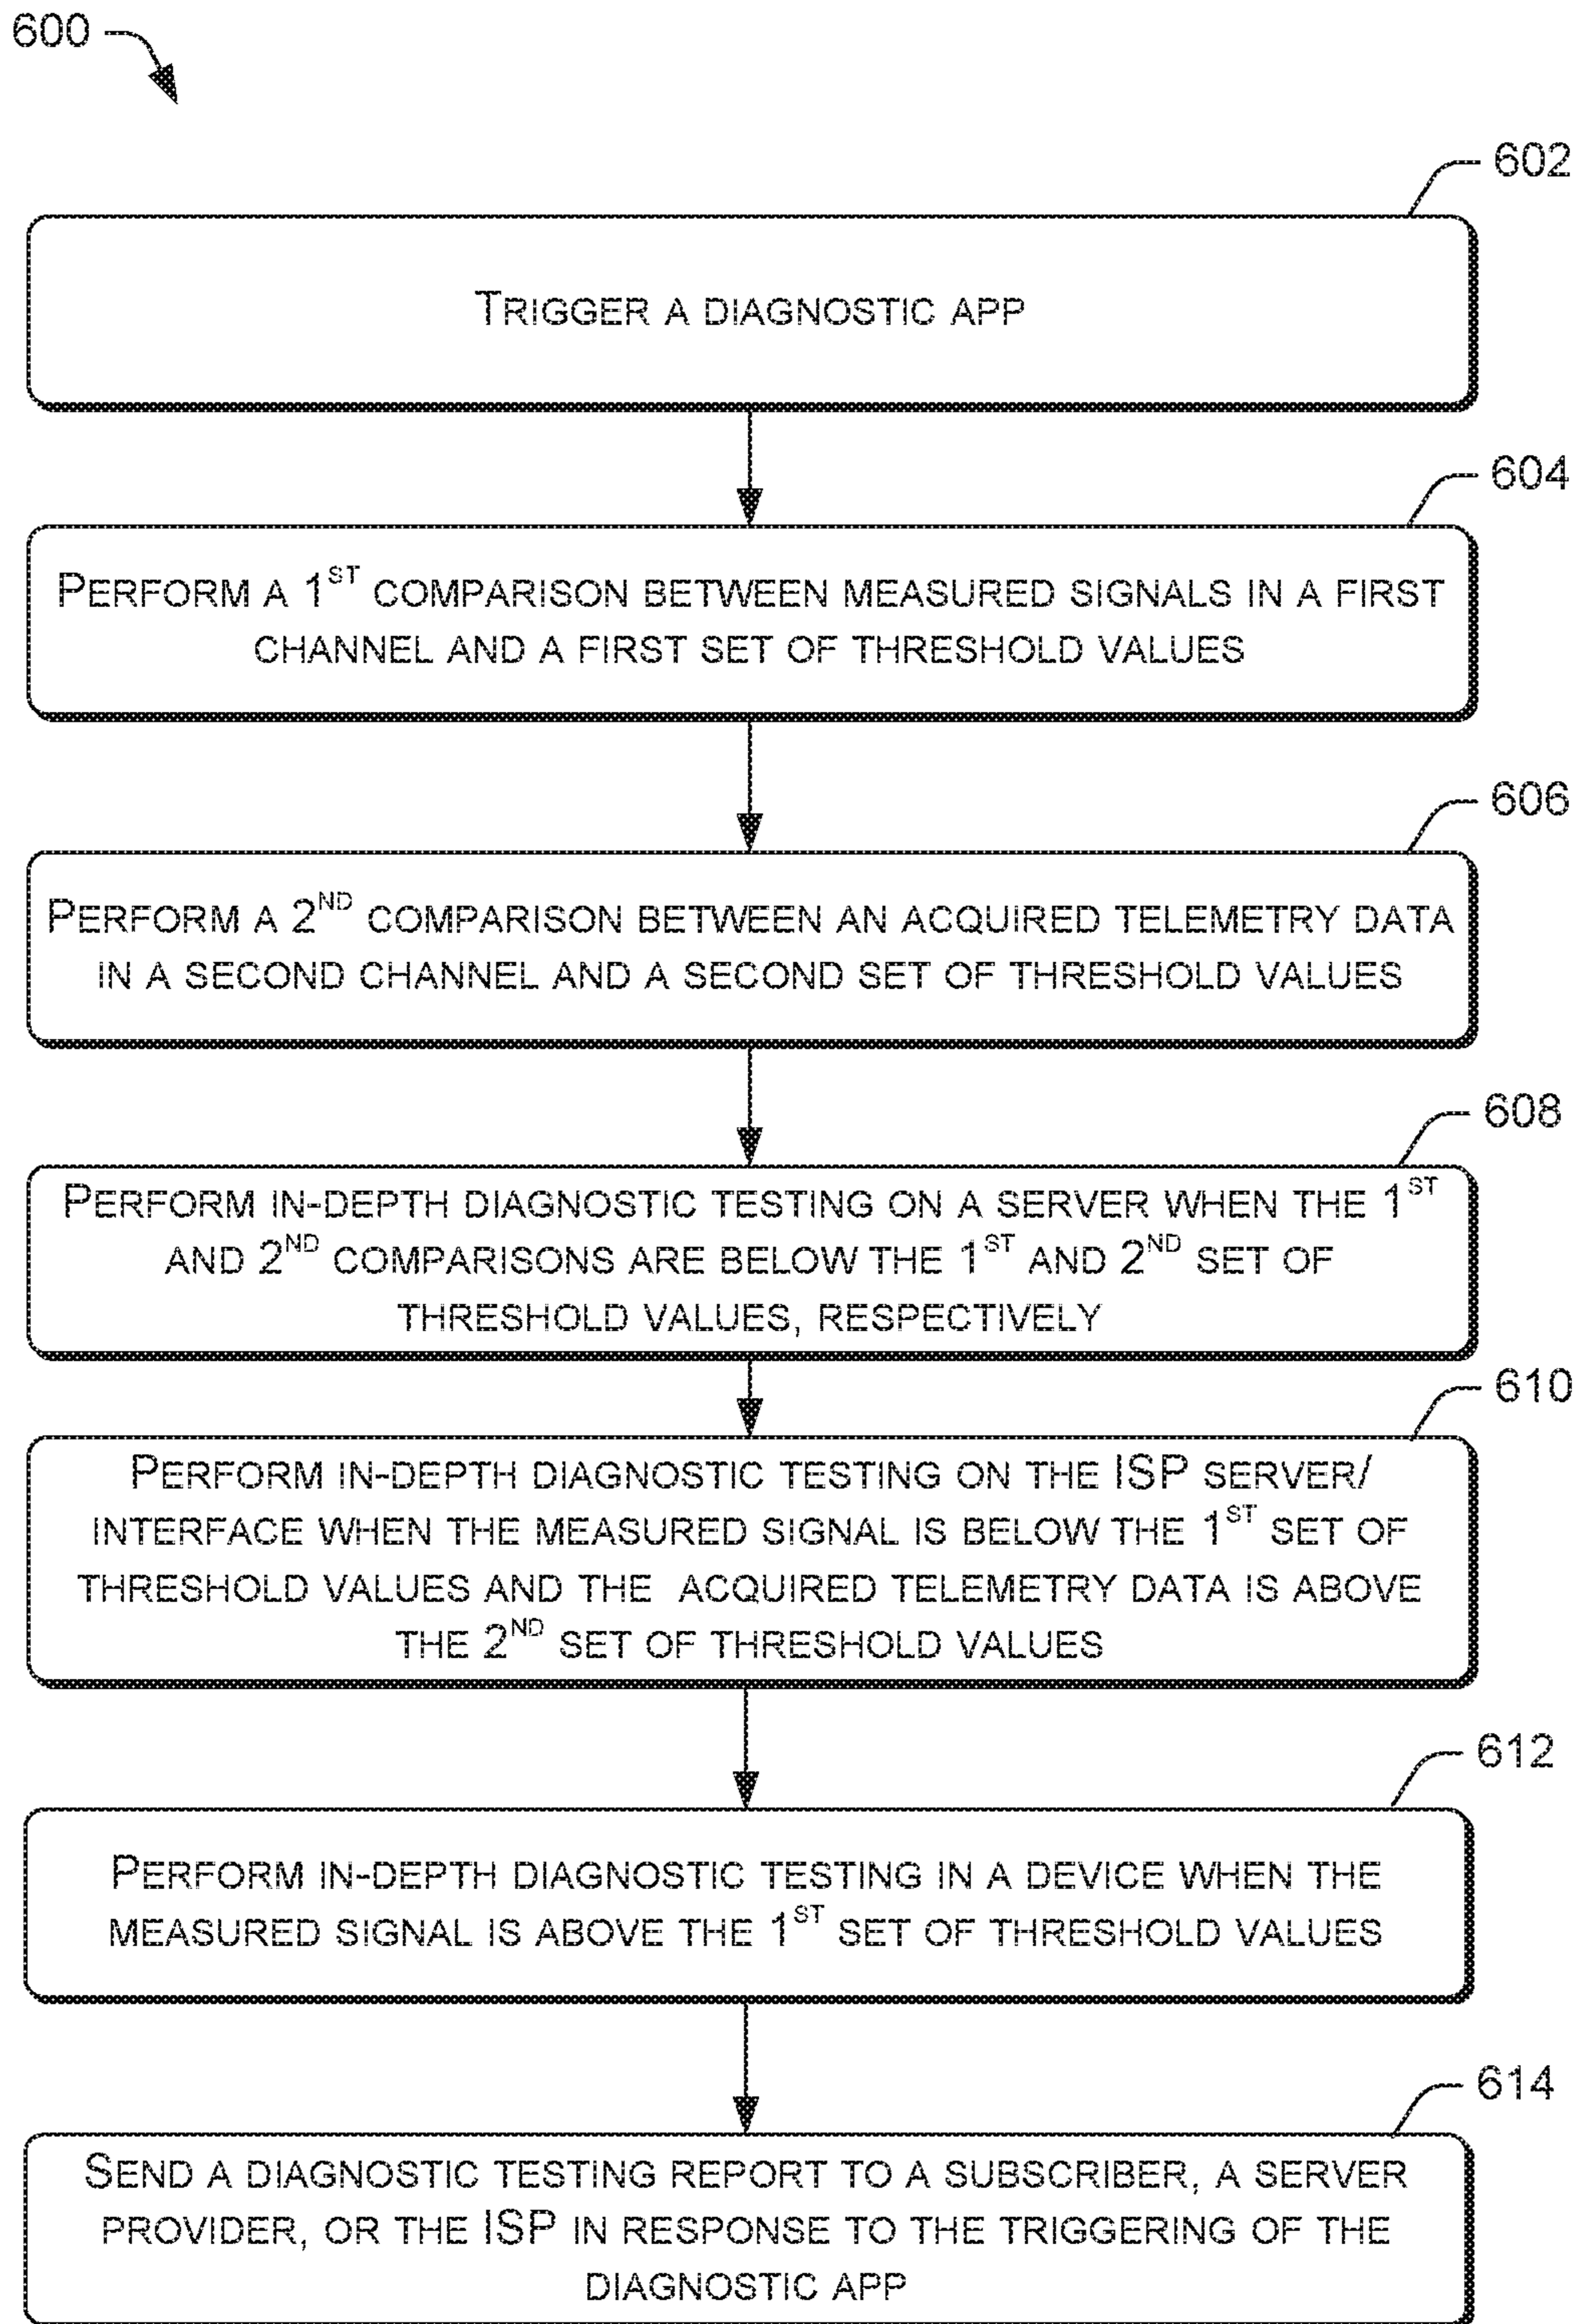 600
602
TRIGGER A DIAGNOSTIC APP
604
PERFORM A 1ST COMPARISON BETWEEN MEASURED SIGNALS IN A FIRST
CHANNEL AND A FIRST SET OF THRESHOLD VALUES
606
PERFORM A 2ND COMPARISON BETWEEN AN ACQUIRED TELEMETRY DATA
IN A SECOND CHANNEL AND A SECOND SET OF THRESHOLD VALUES
608
PERFORM IN-DEPTH DIAGNOSTIC TESTING ON A SERVER WHEN THE 1ST
AND 2ND COMPARISONS ARE BELOW THE 1ST AND 2ND SET OF
THRESHOLD VALUES, RESPECTIVELY
610
PERFORM IN-DEPTH DIAGNOSTIC TESTING ON THE ISP SERVER/
INTERFACE WHEN THE MEASURED SIGNAL IS BELOW THE 1ST SET OF
THRESHOLD VALUES AND THE ACQUIRED TELEMETRY DATA IS ABOVE
THE 2ND SET OF THRESHOLD VALUES
612
PERFORM IN-DEPTH DIAGNOSTIC TESTING IN A DEVICE WHEN THE
MEASURED SIGNAL IS ABOVE THE 1ST SET OF THRESHOLD VALUES
614
SEND A DIAGNOSTIC TESTING REPORT TO A SUBSCRIBER, A SERVER
PROVIDER, OR THE ISP IN RESPONSE TO THE TRIGGERING OF THE
DIAGNOSTIC APP